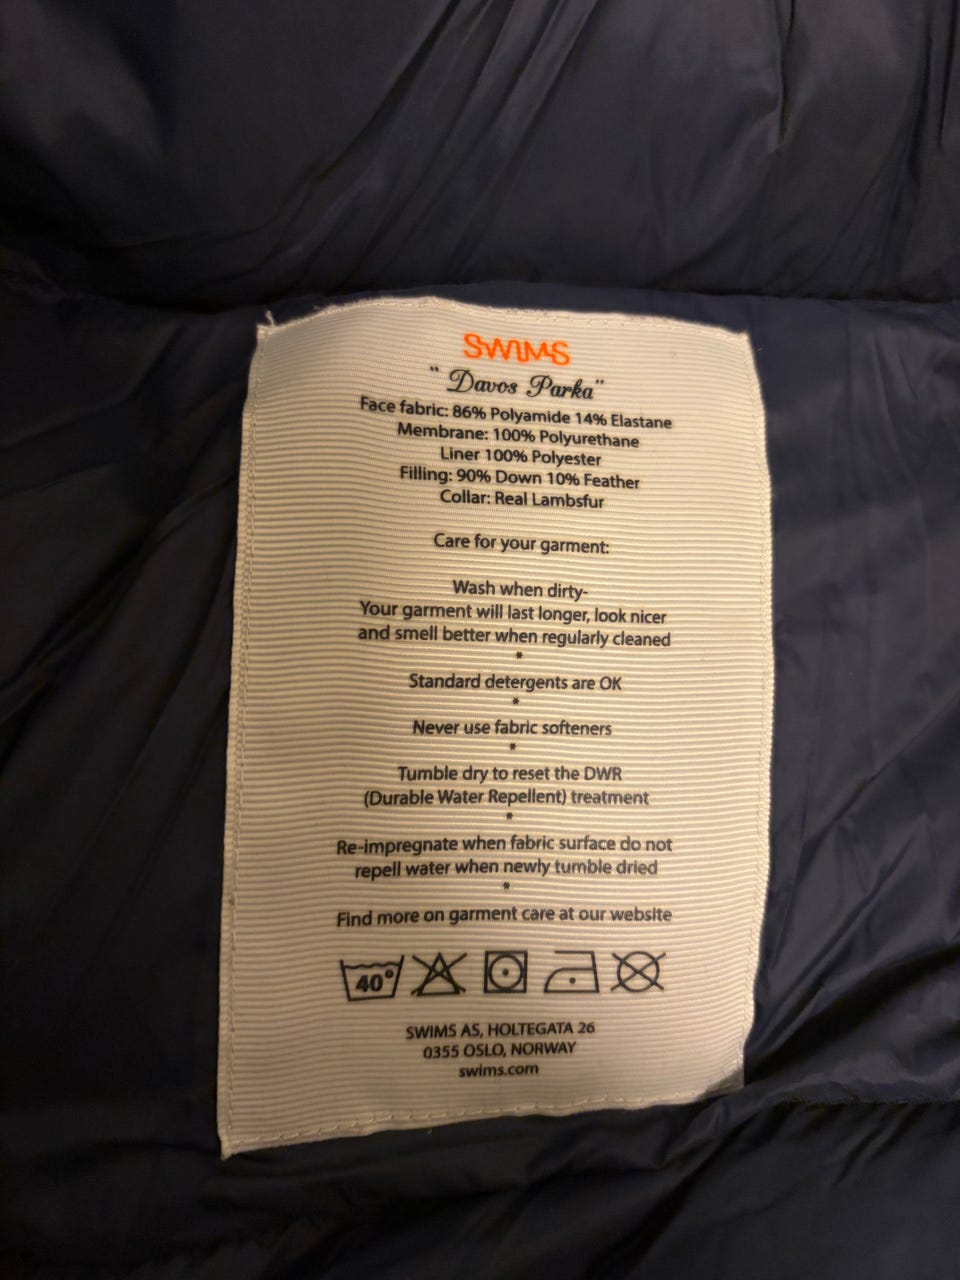 SWIMS
" Davos Parka"
Face fabric: 86% Polyamide 14% Elastane
Membrane: 100% Polyurethane
Liner 100% Polyester
Filling: 90% Down 10% Feather
Collar: Real Lambsfur
Care for your garment:
Wash when dirty-
Your garment will last longer, look nicer
and smell better when regularly cleaned
*
Standard detergents are OK
*
Never use fabric softeners
*
Tumble dry to reset the DWR
(Durable Water Repellent) treatment
*
Re-impregnate when fabric surface do not
repell water when newly tumble dried
*
Find more on garment care at our website
40°
SWIMS AS, HOLTEGATA 26
0355 OSLO, NORWAY
swims.com